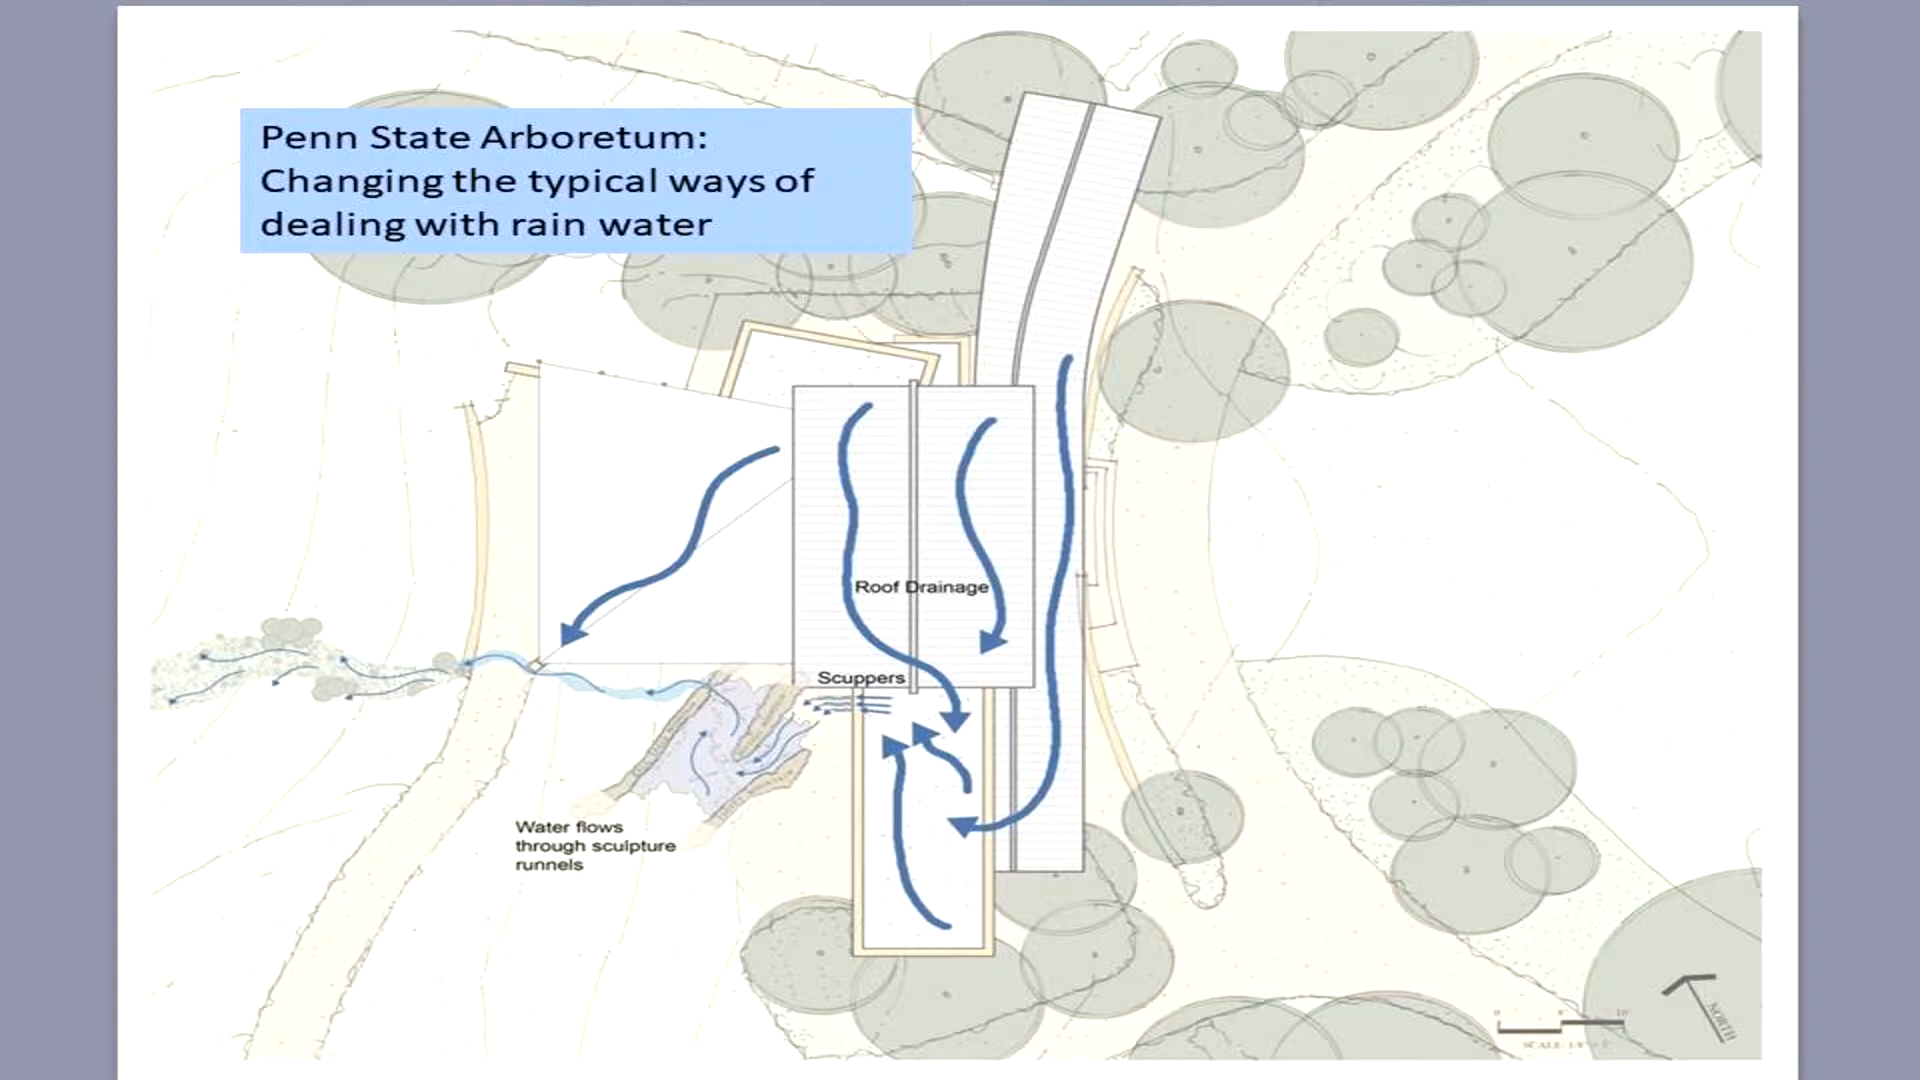 Penn State Arboretum:
Changing the typical ways of
dealing with rain water
Roof Drainage
Scuppers
Water flows
through sculpture
runnels
NORTH